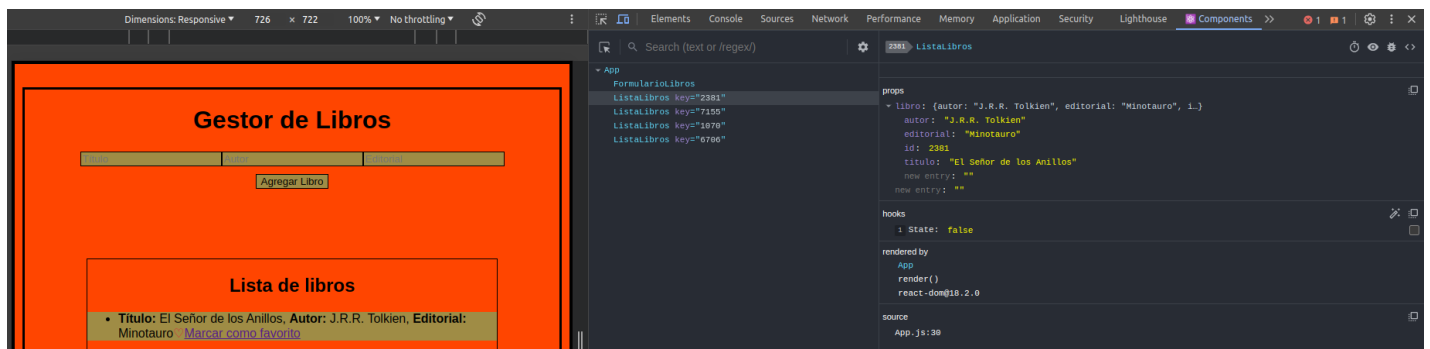 Dimensions: Responsive ▼ 726 × 722 100% ▼ No throttling ▼
Elements Console Sources Network Performance Memory Application Security Lighthouse Components >> 1 1
Search (text or /regex/)
2381 ListaLibros
App
FormularioLibros
ListaLibros key="2381"
ListaLibros key="7155"
ListaLibros key="1070"
ListaLibros key="6706"
props
libro: {autor: "J.R.R. Tolkien", editorial: "Minotauro", i…}
autor: "J.R.R. Tolkien"
editorial: "Minotauro"
id: 2381
titulo: "El Señor de los Anillos"
new entry: ""
new entry: ""
hooks
1 State: false
rendered by
App
render()
react-dom@18.2.0
source
App.js:30
Gestor de Libros
Título Autor Editorial
Agregar Libro
Lista de libros
• Título: El Señor de los Anillos, Autor: J.R.R. Tolkien, Editorial:
Minotauro♡Marcar como favorito